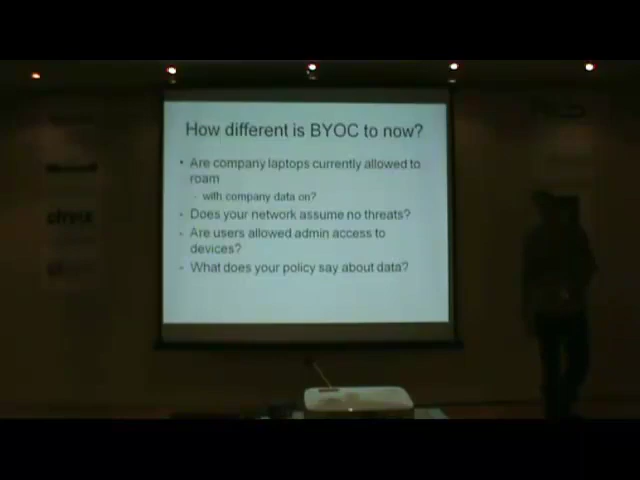 How different is BYOC to now?
• Are company laptops currently allowed to
roam
- with company data on?
• Does your network assume no threats?
• Are users allowed admin access to
devices?
• What does your policy say about data?